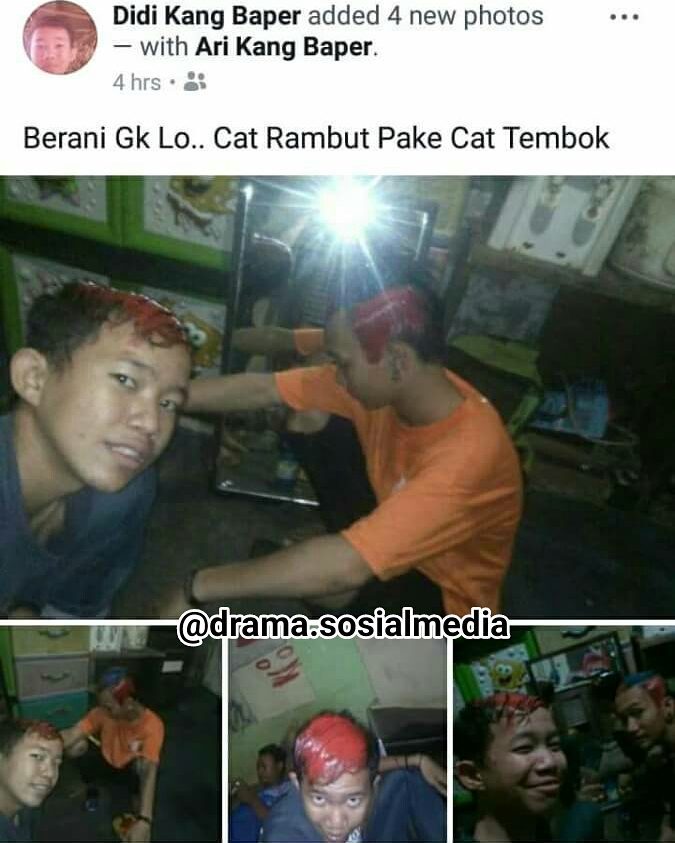 Didi Kang Baper added 4 new photos
— with Ari Kang Baper.
4 hrs
Berani Gk Lo.. Cat Rambut Pake Cat Tembok
@drama.sosialmedia